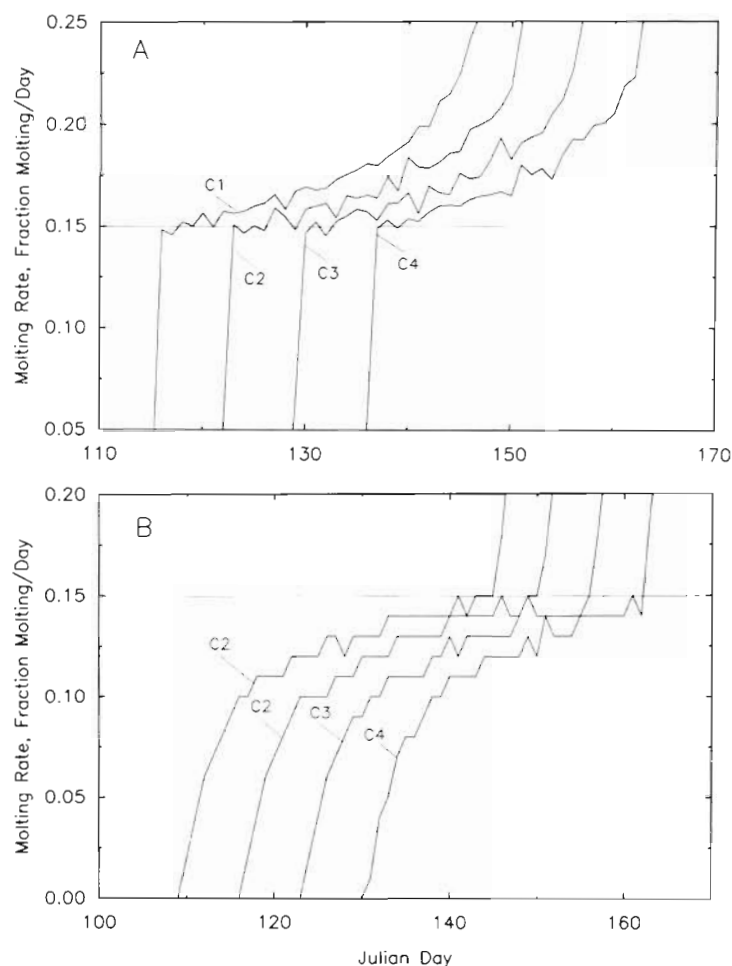 A
Molting Rate, Fraction Molting/Day
0.25
0.20
0.15
0.10
0.05
C1
C2
C3
C4
110
130
150
170
B
Molting Rate, Fraction Molting/Day
0.20
0.15
0.10
0.05
0.00
C2
C2
C3
C4
100
120
140
160
Julian Day